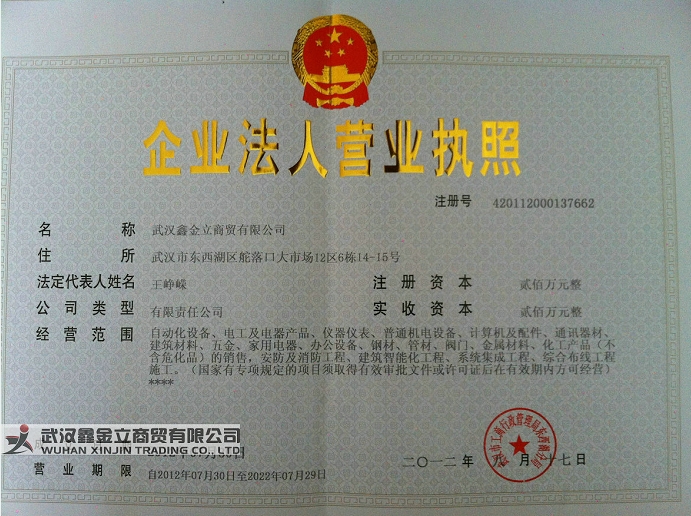 企业法人营业执照
注册号 420112000137662
名称 武汉鑫金立商贸有限公司
住所 武汉市东西湖区舵落口大市场12区6栋14-15号
法定代表人姓名 王峥嵘 注册资本 贰佰万元整
公司类型 有限责任公司 实收资本 贰佰万元整
经营范围 自动化设备、电工及电器产品、仪器仪表、普通机电设备、计算机及配件、通讯器材、
建筑材料、五金、家用电器、办公设备、钢材、管材、阀门、金属材料、化工产品（不
含危化品）的销售，安防及消防工程、建筑智能化工程、系统集成工程、综合布线工程
施工。（国家有专项规定的项目须取得有效审批文件或许可证后在有效期内方可经营）
****
武汉鑫金立商贸有限公司
WUHAN XINJIN TRADING CO.,LTD
营业期限 自2012年07月30日至2022年07月29日
二〇一二年 九月 十七日